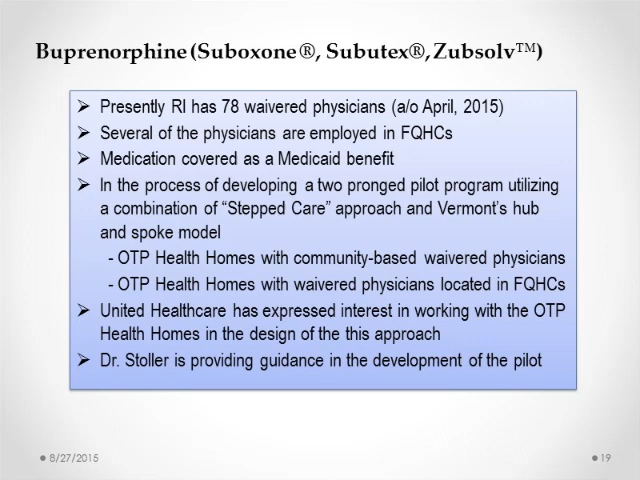 Buprenorphine (Suboxone ®, Subutex®, Zubsolv™)
➢ Presently RI has 78 waivered physicians (a/o April, 2015)
➢ Several of the physicians are employed in FQHCs
➢ Medication covered as a Medicaid benefit
➢ In the process of developing a two pronged pilot program utilizing
a combination of “Stepped Care” approach and Vermont’s hub
and spoke model
- OTP Health Homes with community-based waivered physicians
- OTP Health Homes with waivered physicians located in FQHCs
➢ United Healthcare has expressed interest in working with the OTP
Health Homes in the design of the this approach
➢ Dr. Stoller is providing guidance in the development of the pilot
8/27/2015
19